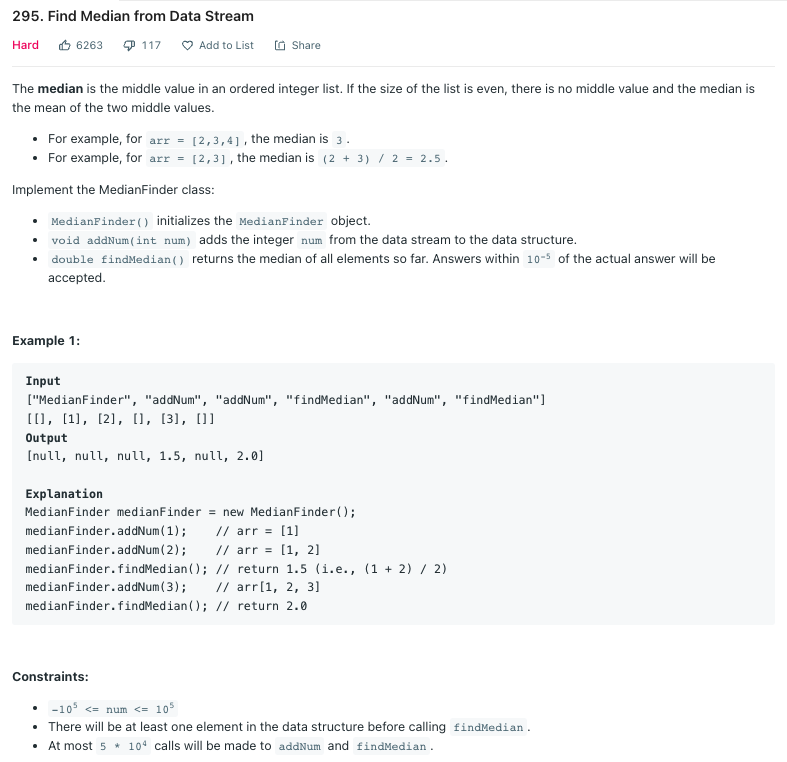 295. Find Median from Data Stream
Hard 6263 117 Add to List Share
The median is the middle value in an ordered integer list. If the size of the list is even, there is no middle value and the median is
the mean of the two middle values.
• For example, for arr = [2,3,4] , the median is 3 .
• For example, for arr = [2,3] , the median is (2 + 3) / 2 = 2.5 .
Implement the MedianFinder class:
• MedianFinder() initializes the MedianFinder object.
• void addNum(int num) adds the integer num from the data stream to the data structure.
• double findMedian() returns the median of all elements so far. Answers within 10⁻⁵ of the actual answer will be
accepted.
Example 1:
Input
["MedianFinder", "addNum", "addNum", "findMedian", "addNum", "findMedian"]
[[], [1], [2], [], [3], []]
Output
[null, null, null, 1.5, null, 2.0]
Explanation
MedianFinder medianFinder = new MedianFinder();
medianFinder.addNum(1);    // arr = [1]
medianFinder.addNum(2);    // arr = [1, 2]
medianFinder.findMedian(); // return 1.5 (i.e., (1 + 2) / 2)
medianFinder.addNum(3);    // arr[1, 2, 3]
medianFinder.findMedian(); // return 2.0
Constraints:
• -10⁵ <= num <= 10⁵
• There will be at least one element in the data structure before calling findMedian .
• At most 5 * 10⁴ calls will be made to addNum and findMedian .